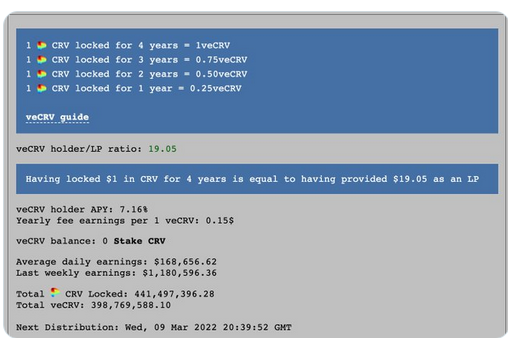 1 CRV locked for 4 years = 1veCRV
1 CRV locked for 3 years = 0.75veCRV
1 CRV locked for 2 years = 0.50veCRV
1 CRV locked for 1 year = 0.25veCRV
veCRV guide
veCRV holder/LP ratio: 19.05
Having locked $1 in CRV for 4 years is equal to having provided $19.05 as an LP
veCRV holder APY: 7.16%
Yearly fee earnings per 1 veCRV: 0.15$
veCRV balance: 0 Stake CRV
Average daily earnings: $168,656.62
Last weekly earnings: $1,180,596.36
Total CRV Locked: 441,497,396.28
Total veCRV: 398,769,588.10
Next Distribution: Wed, 09 Mar 2022 20:39:52 GMT